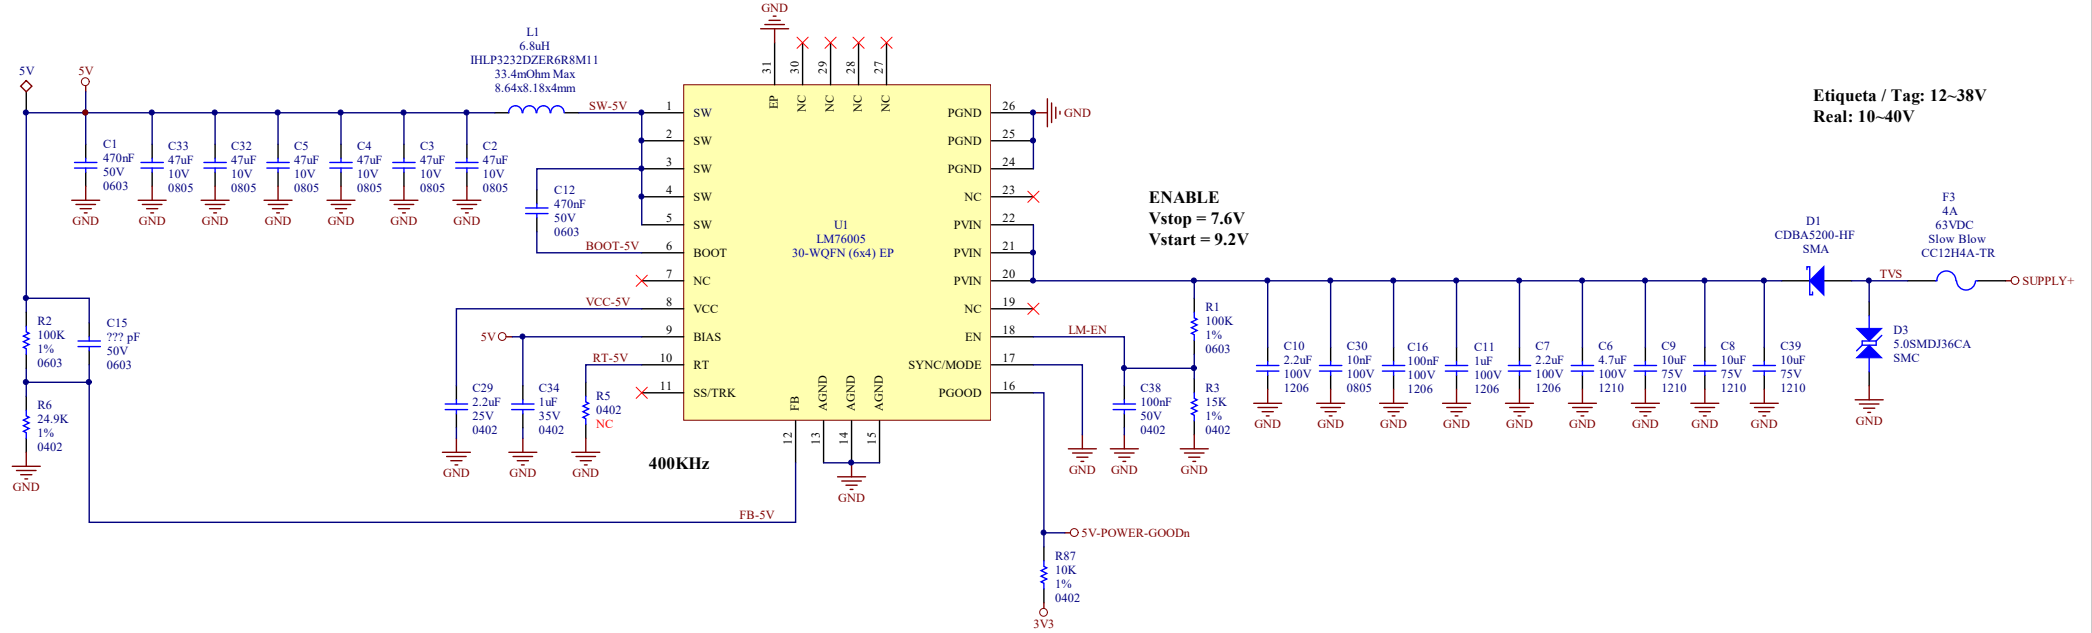 GND
L1
6.8uH
IHLP3232DZER6R8M11
33.4mOhm Max
8.64x8.18x4mm
5V
5V
SW-5V
31
30
29
28
27
EP
NC
NC
NC
NC
1
SW
2
SW
3
SW
4
SW
5
SW
6
BOOT
7
NC
8
VCC
9
BIAS
10
RT
11
SS/TRK
U1
LM76005
30-WQFN (6x4) EP
PGND
26
PGND
25
PGND
24
NC
23
PVIN
22
PVIN
21
PVIN
20
NC
19
EN
18
SYNC/MODE
17
PGOOD
16
FB
AGND
AGND
AGND
12
13
14
15
GND
GND
C1
470nF
50V
0603
GND
C33
47uF
10V
0805
GND
C32
47uF
10V
0805
GND
C5
47uF
10V
0805
GND
C4
47uF
10V
0805
GND
C3
47uF
10V
0805
GND
C2
47uF
10V
0805
GND
C12
470nF
50V
0603
BOOT-5V
VCC-5V
5V
RT-5V
C29
2.2uF
25V
0402
GND
C34
1uF
35V
0402
GND
R5
0402
NC
GND
400KHz
R2
100K
1%
0603
C15
??? pF
50V
0603
R6
24.9K
1%
0402
GND
FB-5V
ENABLE
Vstop = 7.6V
Vstart = 9.2V
Etiqueta / Tag: 12~38V
Real: 10~40V
LM-EN
R1
100K
1%
0603
C38
100nF
50V
0402
R3
15K
1%
0402
GND
GND
GND
5V-POWER-GOODn
R87
10K
1%
0402
3V3
C10
2.2uF
100V
1206
GND
C30
10nF
100V
0805
GND
C16
100nF
100V
1206
GND
C11
1uF
100V
1206
GND
C7
2.2uF
100V
1206
GND
C6
4.7uF
100V
1210
GND
C9
10uF
75V
1210
GND
C8
10uF
75V
1210
GND
C39
10uF
75V
1210
GND
D1
CDBA5200-HF
SMA
TVS
F3
4A
63VDC
Slow Blow
CC12H4A-TR
SUPPLY+
D3
5.0SMDJ36CA
SMC
GND